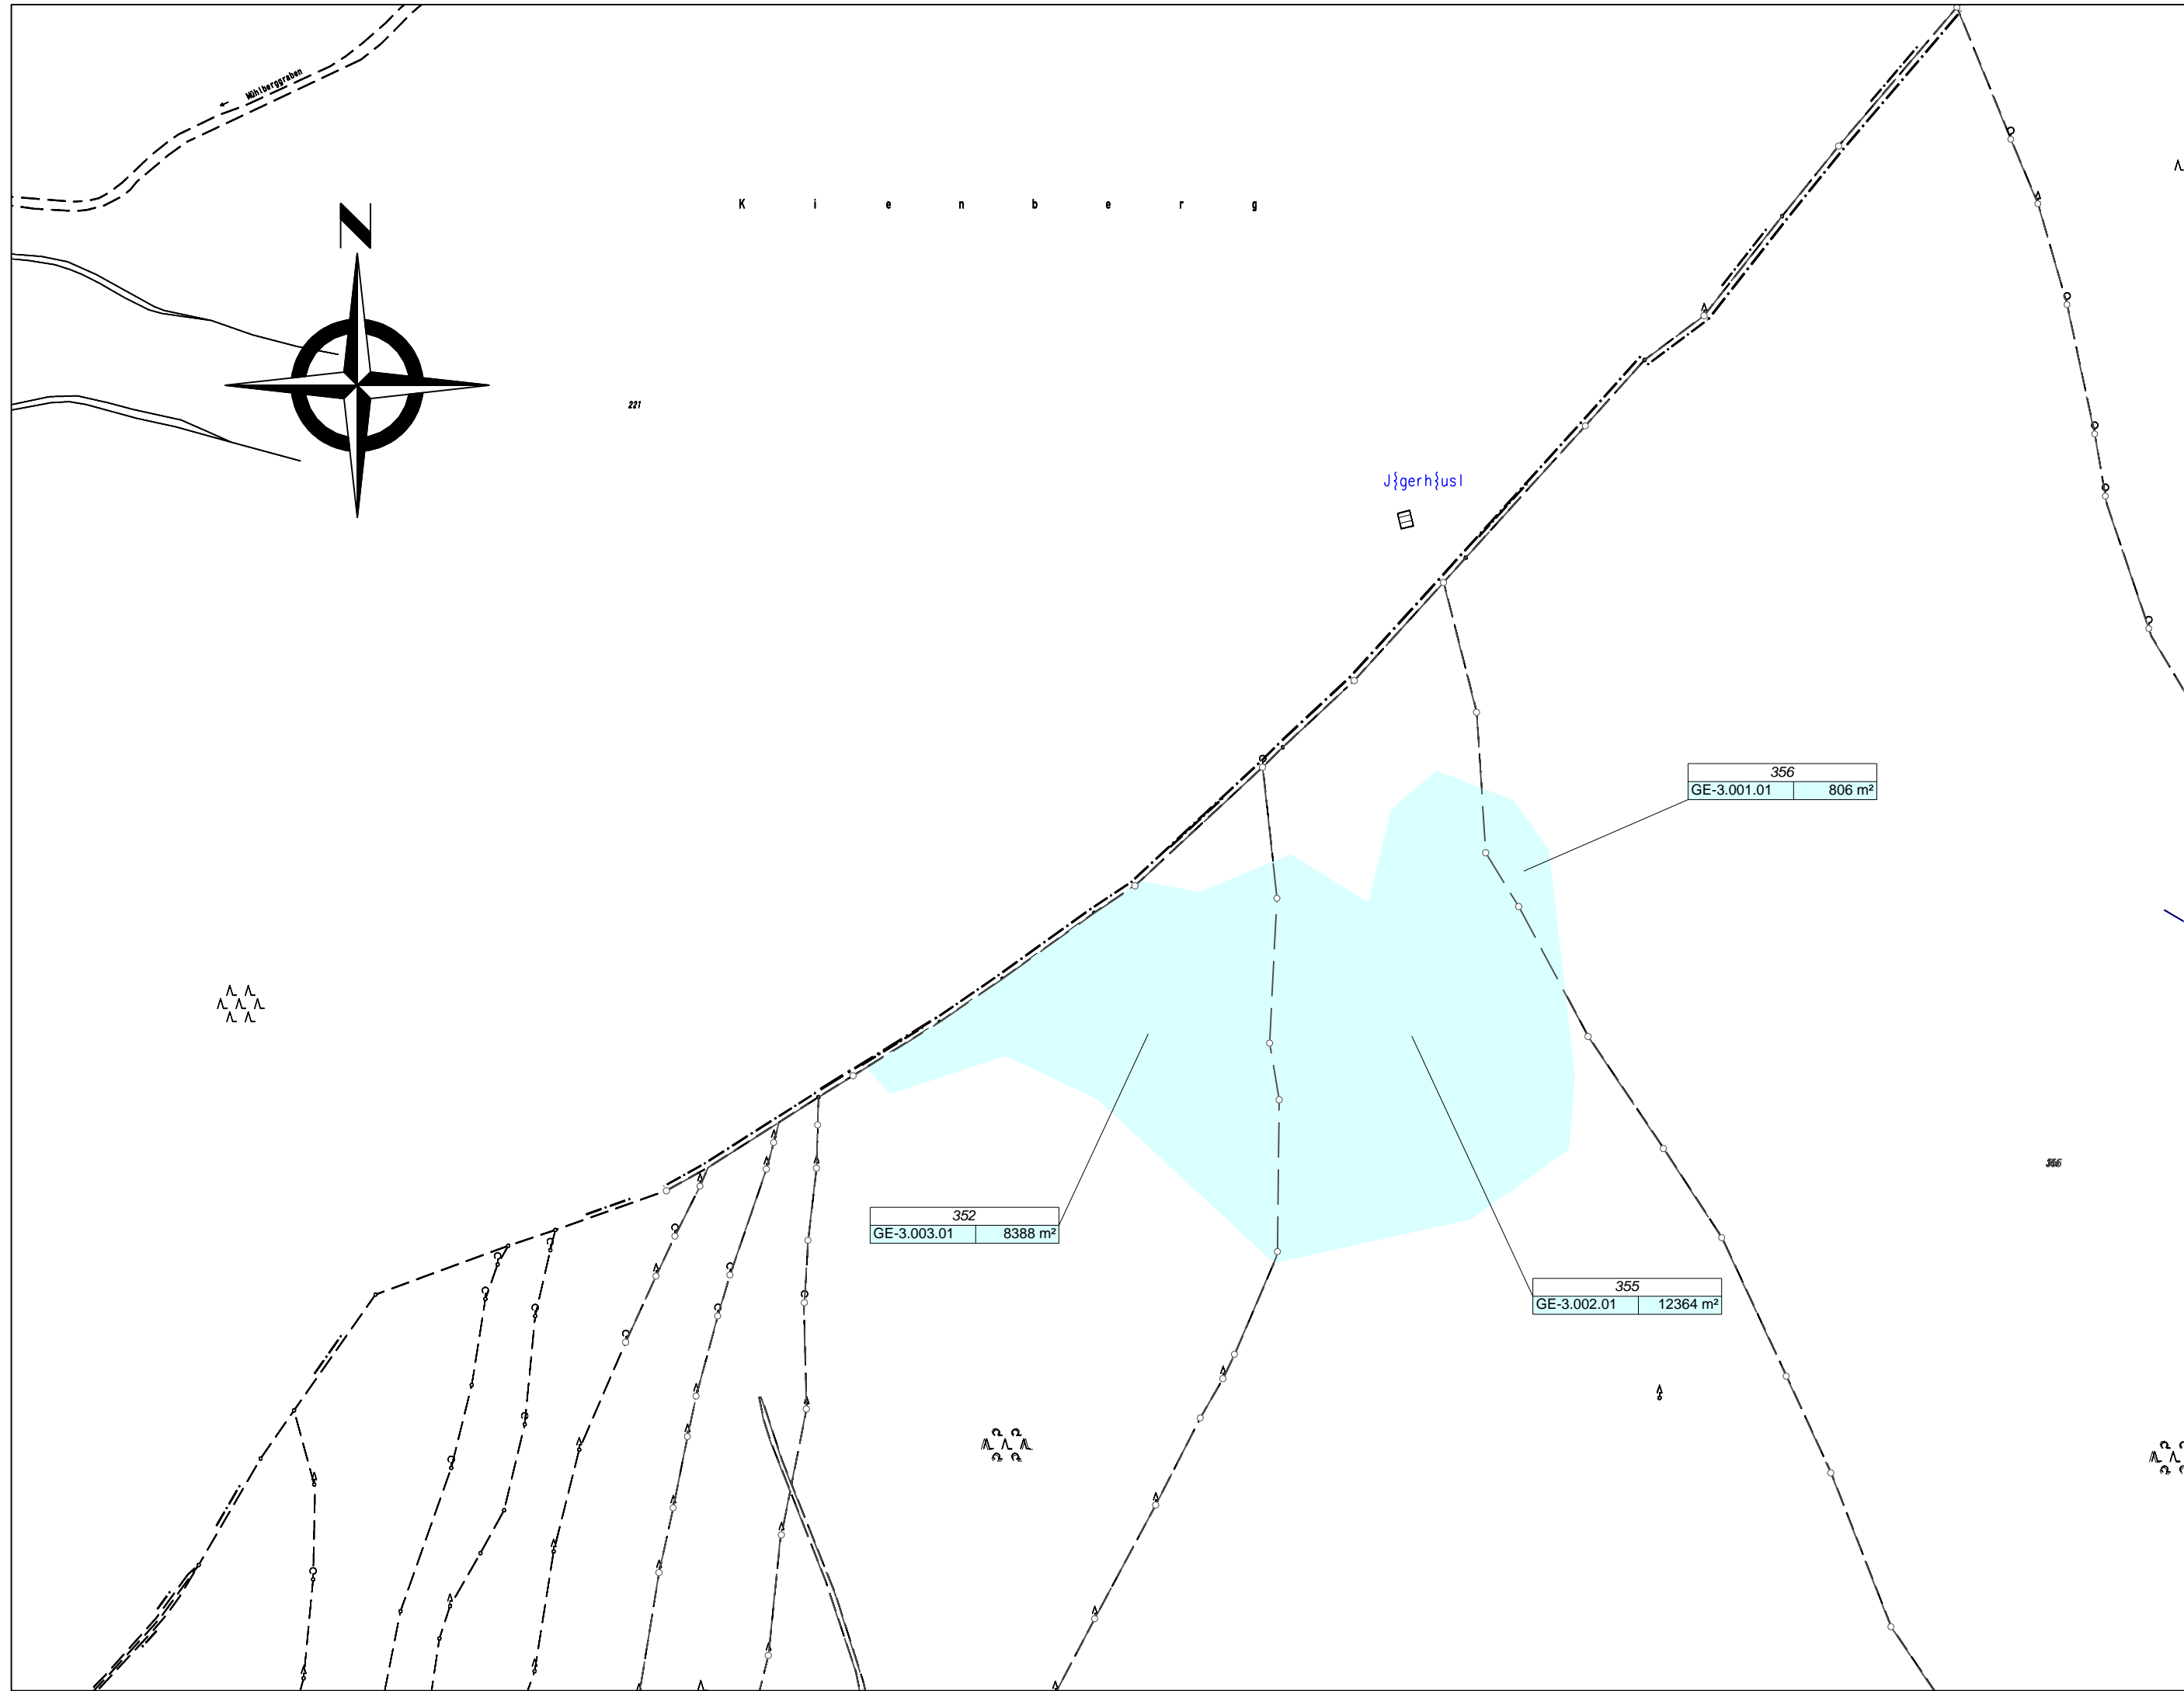 Mühlberggraben
N
K i e n b e r g
221
J{gerh{usl
356
GE-3.001.01 806 m²
352
GE-3.003.01 8388 m²
355
GE-3.002.01 12364 m²